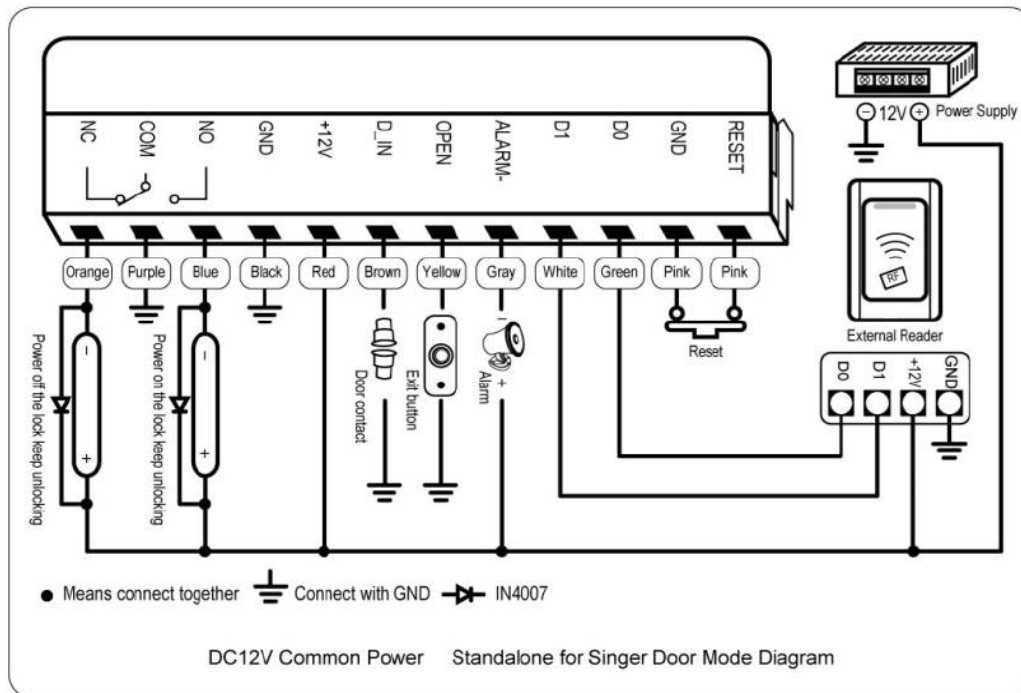 NC COM NO GND +12V D_IN OPEN ALARM- D1 D0 GND RESET
⊖ 12V ⊕ Power Supply
Orange Purple Blue Black Red Brown Yellow Gray White Green Pink Pink
RF
External Reader
Reset
D0 D1 +12V GND
Power off the lock keep unlocking
- +
Power on the lock keep unlocking
- +
Door contact
Exit button
- +
Alarm
Means connect together
Connect with GND
IN4007
DC12V Common Power Standalone for Singer Door Mode Diagram